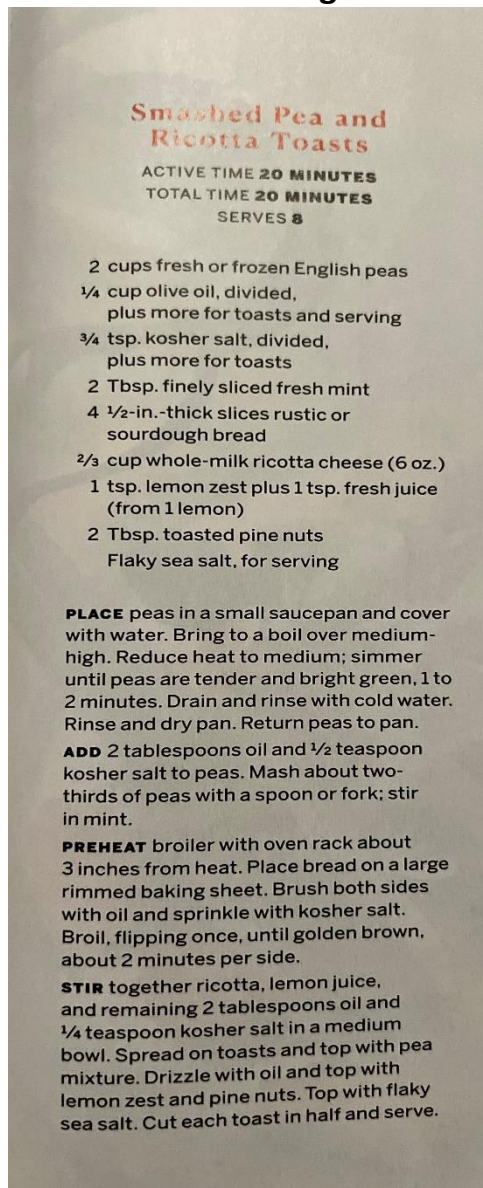 Smashed Pea and
Ricotta Toasts
ACTIVE TIME 20 MINUTES
TOTAL TIME 20 MINUTES
SERVES 8
2 cups fresh or frozen English peas
¼ cup olive oil, divided,
plus more for toasts and serving
¾ tsp. kosher salt, divided,
plus more for toasts
2 Tbsp. finely sliced fresh mint
4 ½-in.-thick slices rustic or
sourdough bread
⅔ cup whole-milk ricotta cheese (6 oz.)
1 tsp. lemon zest plus 1 tsp. fresh juice
(from 1 lemon)
2 Tbsp. toasted pine nuts
Flaky sea salt, for serving
PLACE peas in a small saucepan and cover
with water. Bring to a boil over medium-
high. Reduce heat to medium; simmer
until peas are tender and bright green, 1 to
2 minutes. Drain and rinse with cold water.
Rinse and dry pan. Return peas to pan.
ADD 2 tablespoons oil and ½ teaspoon
kosher salt to peas. Mash about two-
thirds of peas with a spoon or fork; stir
in mint.
PREHEAT broiler with oven rack about
3 inches from heat. Place bread on a large
rimmed baking sheet. Brush both sides
with oil and sprinkle with kosher salt.
Broil, flipping once, until golden brown,
about 2 minutes per side.
STIR together ricotta, lemon juice,
and remaining 2 tablespoons oil and
¼ teaspoon kosher salt in a medium
bowl. Spread on toasts and top with pea
mixture. Drizzle with oil and top with
lemon zest and pine nuts. Top with flaky
sea salt. Cut each toast in half and serve.